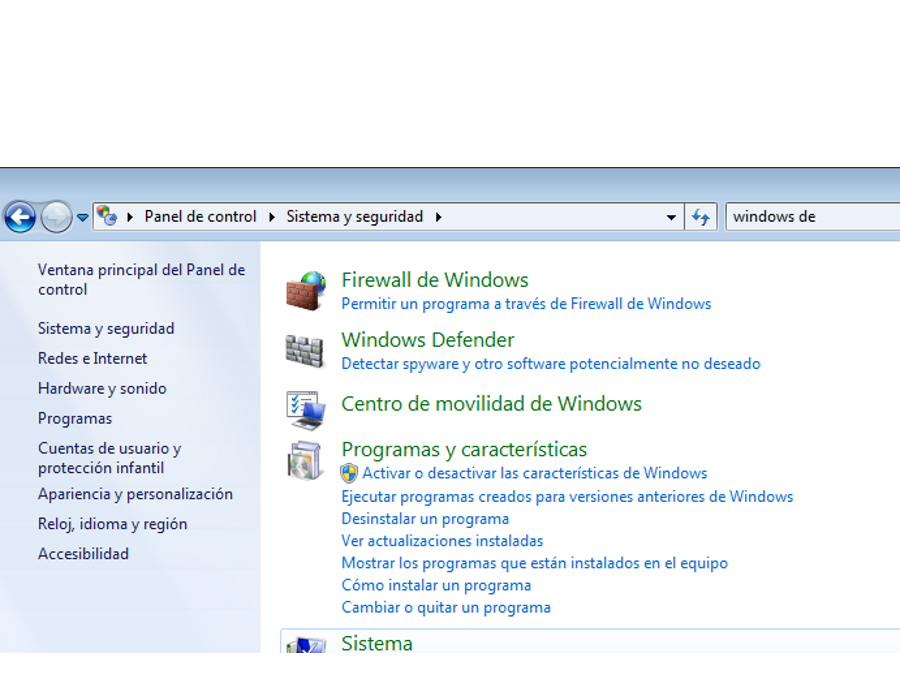 Panel de control
Sistema y seguridad
windows de
Ventana principal del Panel de
control
Sistema y seguridad
Redes e Internet
Hardware y sonido
Programas
Cuentas de usuario y
protección infantil
Apariencia y personalización
Reloj, idioma y región
Accesibilidad
Firewall de Windows
Permitir un programa a través de Firewall de Windows
Windows Defender
Detectar spyware y otro software potencialmente no deseado
Centro de movilidad de Windows
Programas y características
Activar o desactivar las características de Windows
Ejecutar programas creados para versiones anteriores de Windows
Desinstalar un programa
Ver actualizaciones instaladas
Mostrar los programas que están instalados en el equipo
Cómo instalar un programa
Cambiar o quitar un programa
Sistema